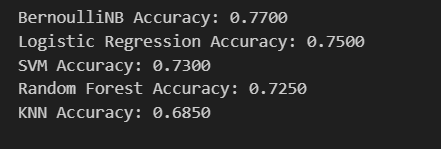 BernoulliNB Accuracy: 0.7700
Logistic Regression Accuracy: 0.7500
SVM Accuracy: 0.7300
Random Forest Accuracy: 0.7250
KNN Accuracy: 0.6850